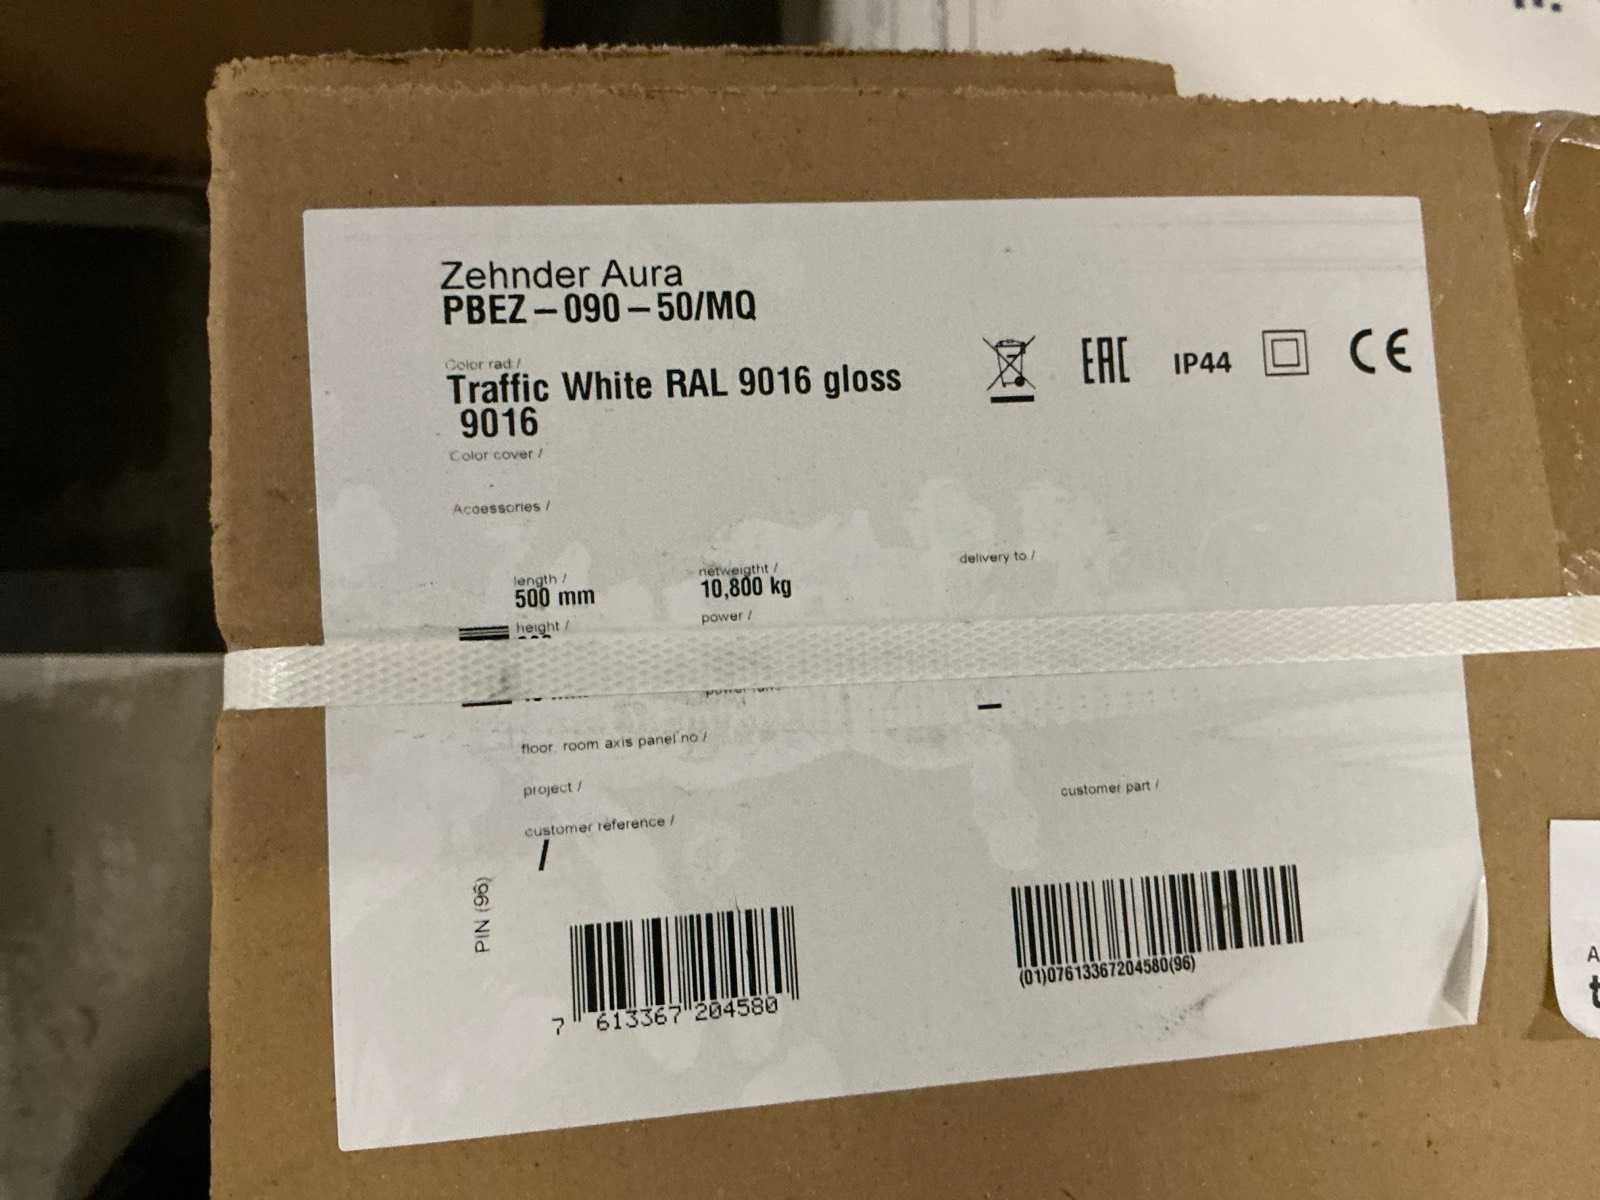 Zehnder Aura
PBEZ – 090 – 50/MQ
Color rad /
Traffic White RAL 9016 gloss
9016
Color cover /
Accessories /
EAC IP44 CE
length /
500 mm
netweigtht /
10,800 kg
height /
power /
delivery to /
floor, room axis panel no /
project /
customer reference /
/
customer part /
PIN (96)
7 613367 204580
(01)07613367204580(96)